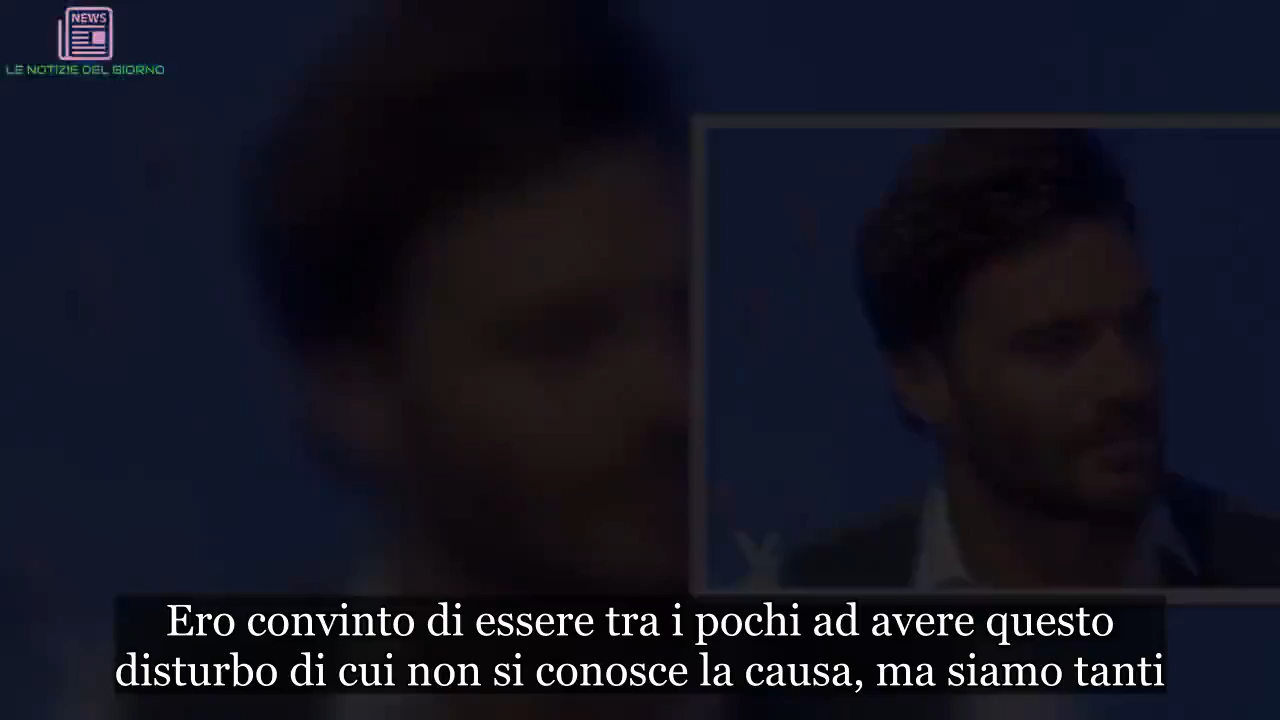 NEWS
LE NOTIZIE DEL GIORNO
Ero convinto di essere tra i pochi ad avere questo
disturbo di cui non si conosce la causa, ma siamo tanti